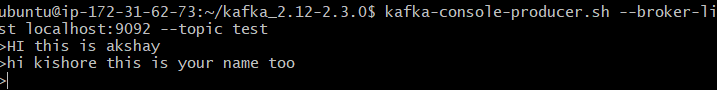 ubuntu@ip-172-31-62-73:~/kafka_2.12-2.3.0$ kafka-console-producer.sh --broker-li
st localhost:9092 --topic test
>HI this is akshay
>hi kishore this is your name too
>